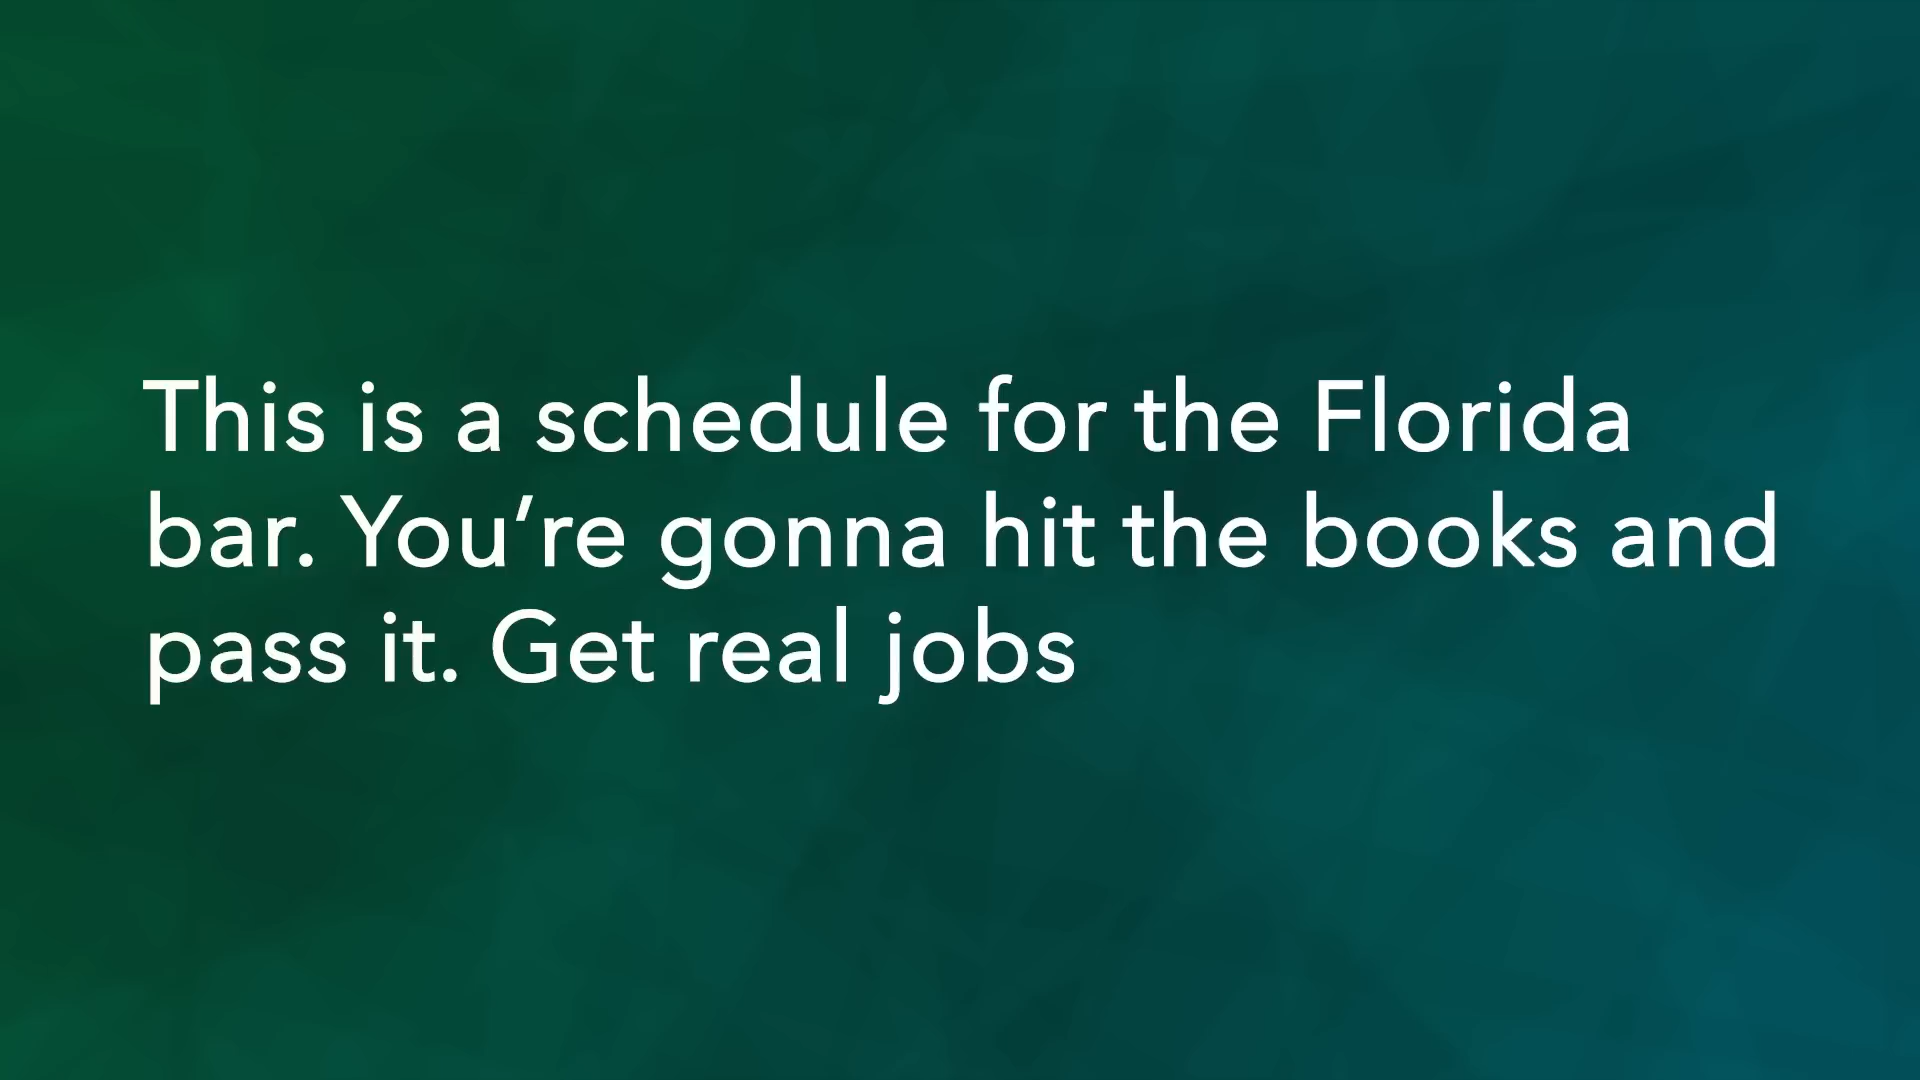 This is a schedule for the Florida
bar. You’re gonna hit the books and
pass it. Get real jobs